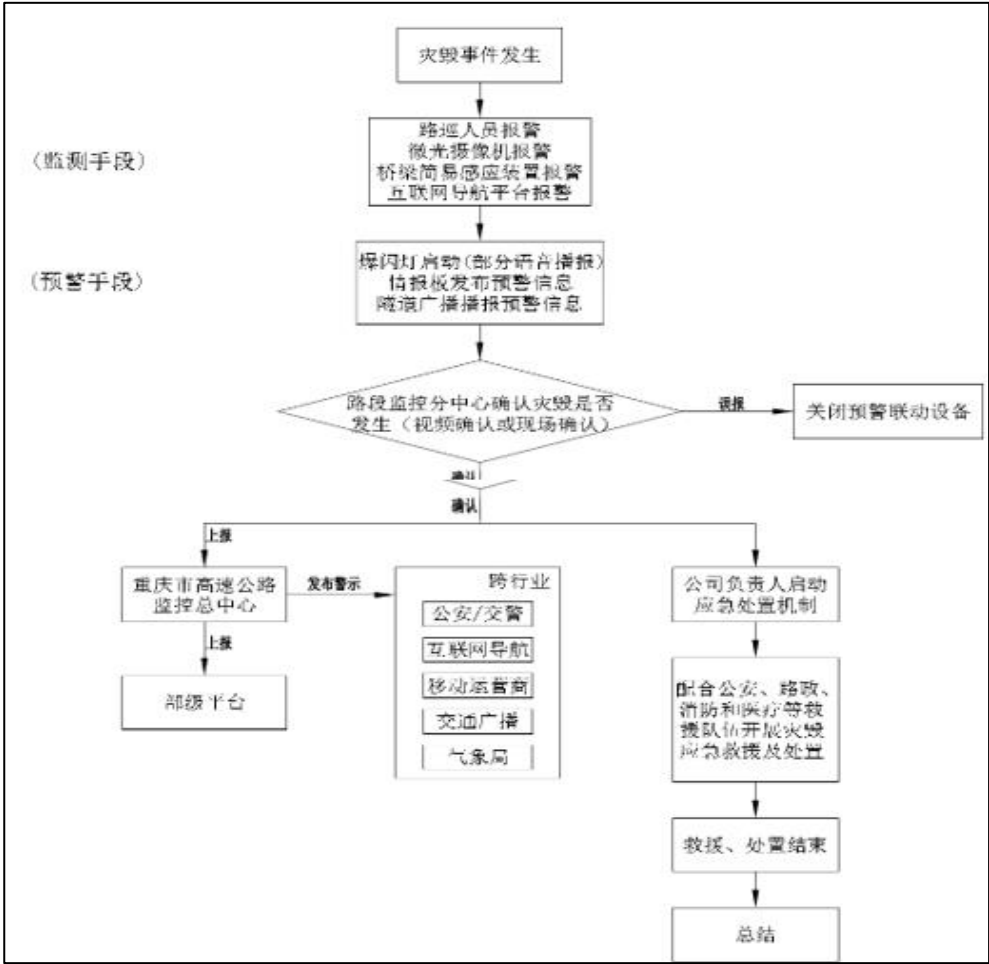 灾毁事件发生
(监测手段)
路巡人员报警
微光摄像机报警
桥梁简易感应装置报警
互联网导航平台报警
(预警手段)
爆闪灯启动(部分语音播报)
情报板发布预警信息
隧道广播播报预警信息
路段监控分中心确认灾毁是否
发生（视频确认或现场确认）
误报
关闭预警联动设备
确认
上报
重庆市高速公路
监控总中心
发布警示
上报
部级平台
跨行业
公安/交警
互联网导航
移动运营商
交通广播
气象局
公司负责人启动
应急处置机制
配合公安、路政、
消防和医疗等救
援队伍开展灾毁
应急救援及处置
救援、处置结束
总结